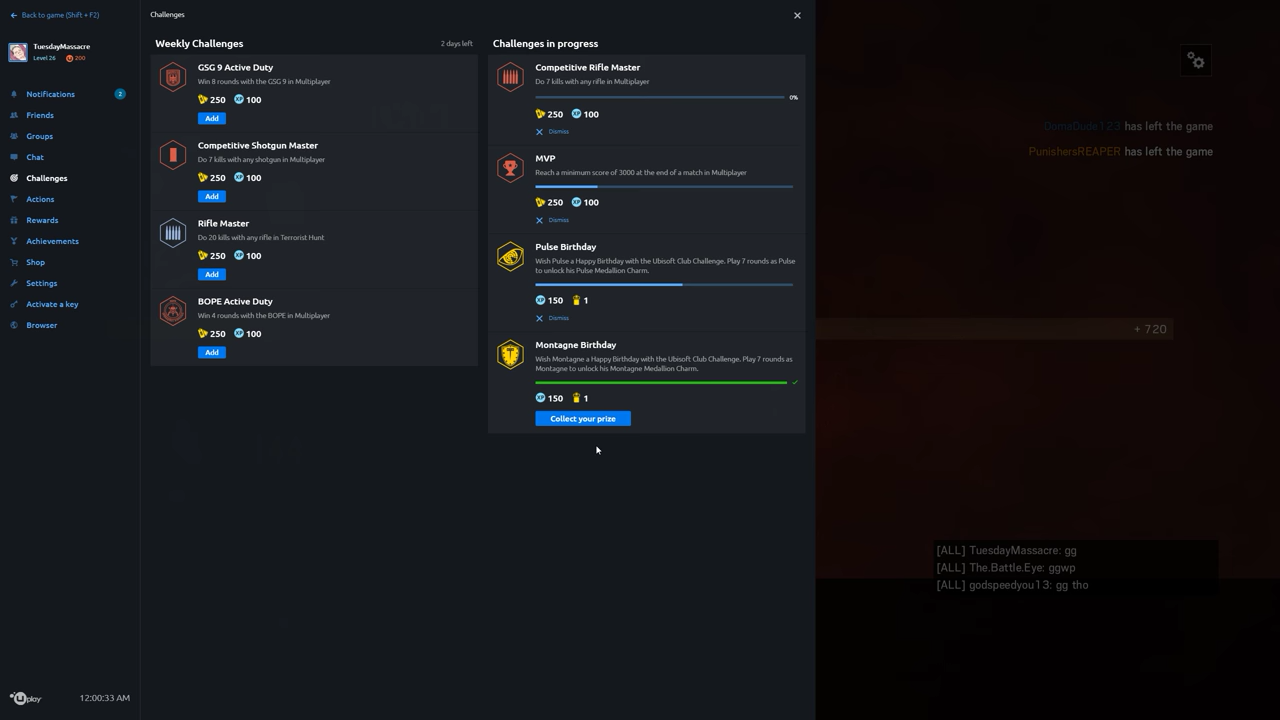 Back to game (Shift + F2)
TuesdayMassacre
Level 26 200
Notifications 2
Friends
Groups
Chat
Challenges
Actions
Rewards
Achievements
Shop
Settings
Activate a key
Browser
uplay 12:00:33 AM
Challenges
Weekly Challenges 2 days left
GSG 9 Active Duty
Win 8 rounds with the GSG 9 in Multiplayer
250 XP 100
Add
Competitive Shotgun Master
Do 7 kills with any shotgun in Multiplayer
250 XP 100
Add
Rifle Master
Do 20 kills with any rifle in Terrorist Hunt
250 XP 100
Add
BOPE Active Duty
Win 4 rounds with the BOPE in Multiplayer
250 XP 100
Add
Challenges in progress
Competitive Rifle Master
Do 7 kills with any rifle in Multiplayer
0%
250 XP 100
Dismiss
MVP
Reach a minimum score of 3000 at the end of a match in Multiplayer
250 XP 100
Dismiss
Pulse Birthday
Wish Pulse a Happy Birthday with the Ubisoft Club Challenge. Play 7 rounds as Pulse
to unlock his Pulse Medallion Charm.
XP 150 1
Dismiss
Montagne Birthday
Wish Montagne a Happy Birthday with the Ubisoft Club Challenge. Play 7 rounds as
Montagne to unlock his Montagne Medallion Charm.
XP 150 1
Collect your prize
has left the game
PunishersREAPER has left the game
+ 720
[ALL] TuesdayMassacre: gg
[ALL] The.Battle.Eye: ggwp
[ALL] godspeedyou13: gg tho